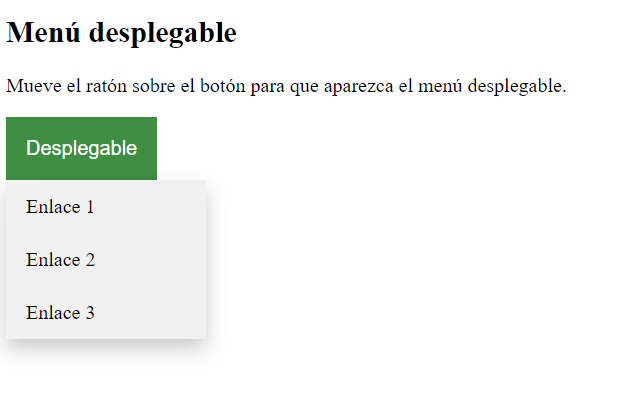 Menú desplegable
Mueve el ratón sobre el botón para que aparezca el menú desplegable.
Desplegable
Enlace 1
Enlace 2
Enlace 3